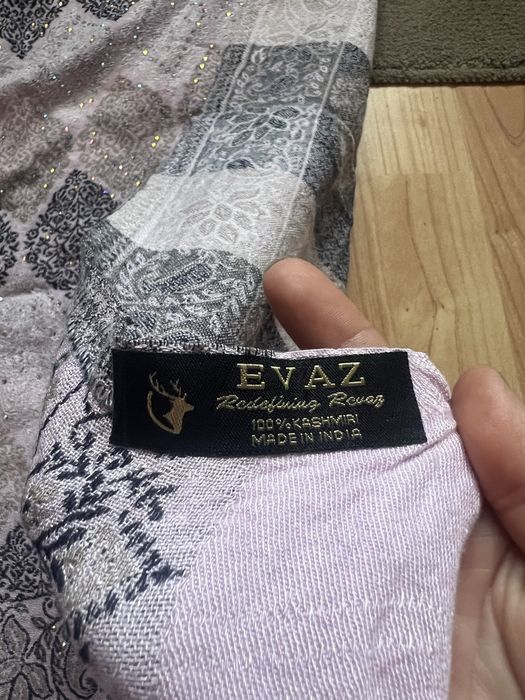 EVAZ
Redefining Revaz
100% KASHMIRI
MADE IN INDIA